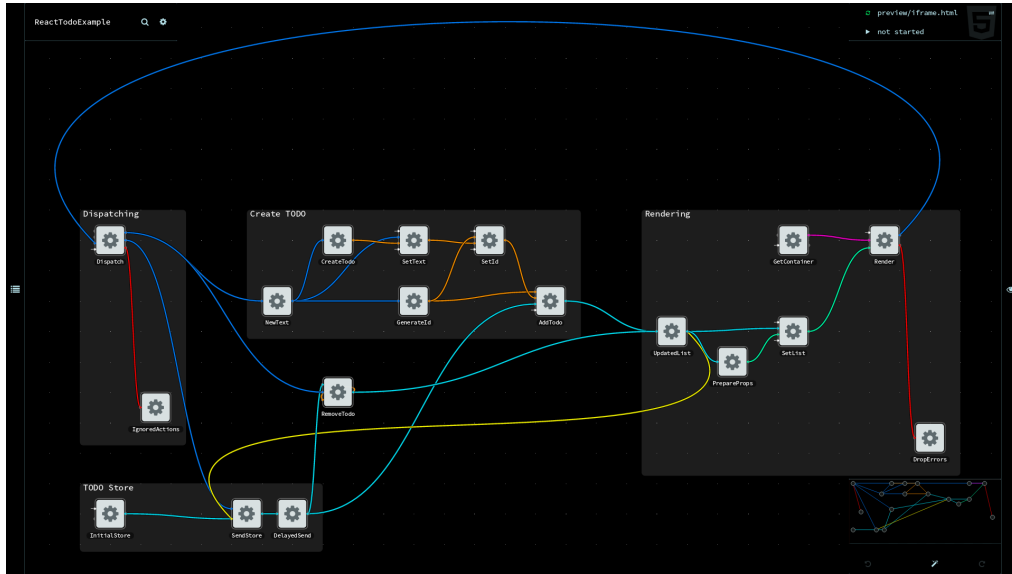 ReactTodoExample
preview/iframe.html
not started
Dispatching
Create TODO
Rendering
Dispatch
CreateTodo
SetText
SetId
GetContainer
Render
NewText
GenerateId
AddTodo
UpdatedList
SetList
PrepareProps
RemoveTodo
IgnoredActions
DropErrors
TODO Store
InitialStore
SendStore
DelayedSend
5